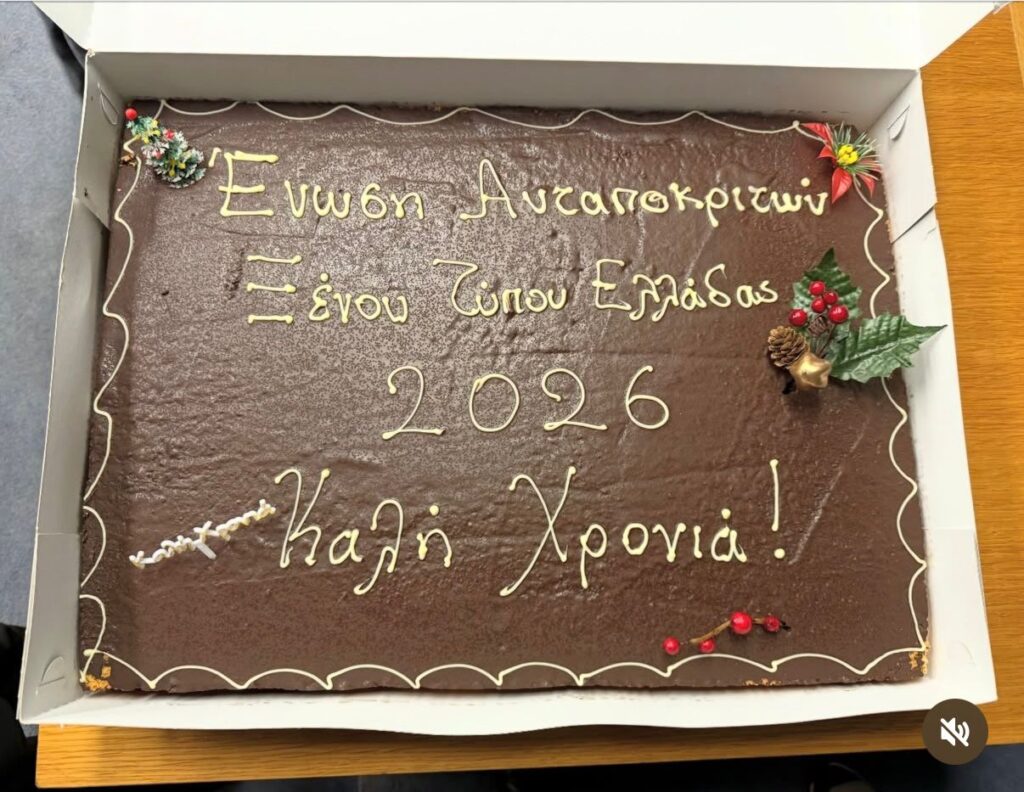 Ένωση Ανταποκριτών
Ξένου Τύπου Ελλάδας
2026
Καλή Χρονιά!